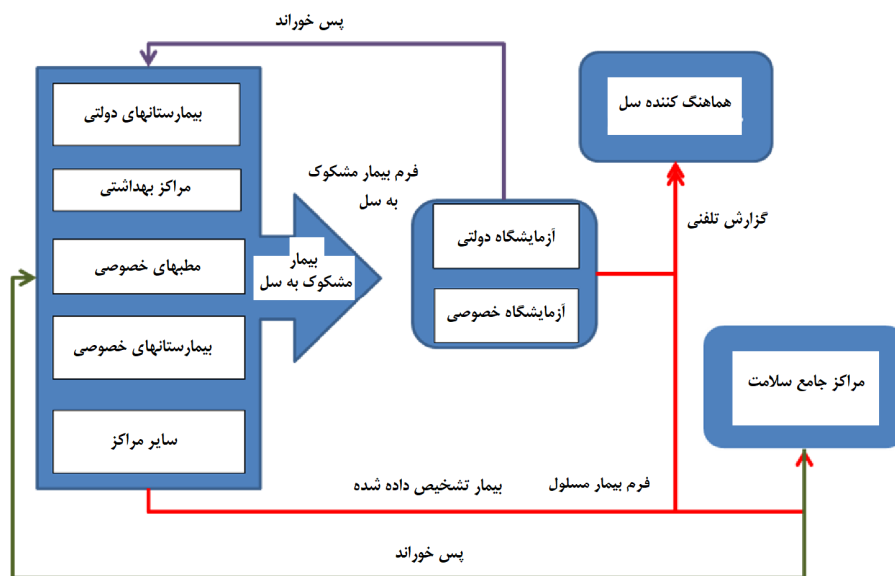 پس خوراند
بیمارستانهای دولتی
مراکز بهداشتی
مطبهای خصوصی
بیمارستانهای خصوصی
سایر مراکز
بیمار
مشکوک به سل
فرم بیمار مشکوک
به سل
آزمایشگاه دولتی
آزمایشگاه خصوصی
هماهنگ کننده سل
گزارش تلفنی
مراکز جامع سلامت
فرم بیمار مسلول
بیمار تشخیص داده شده
پس خوراند